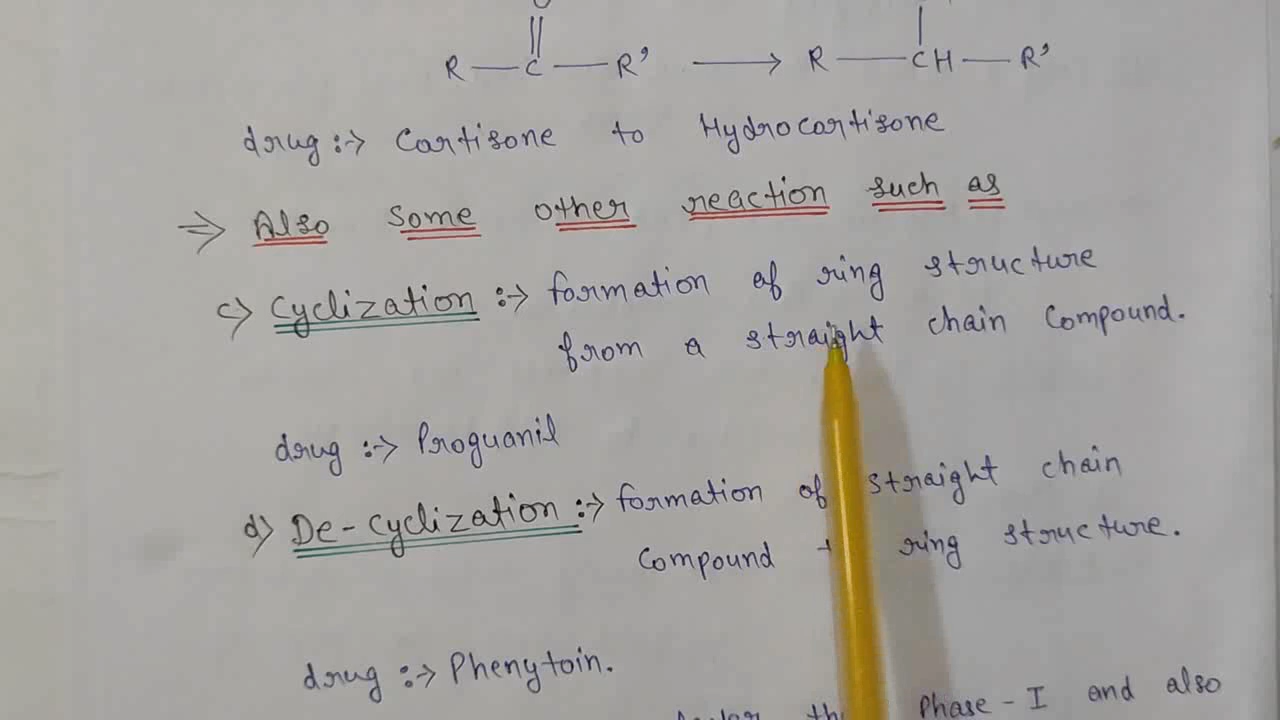 R — C — R' → R — CH — R'
drug :→ Cortisone to Hydrocortisone
⇒ Also some other reaction such as
c) Cyclization :→ formation of ring structure
from a straight chain compound.
drug :→ Proguanil
d) De-cyclization :→ formation of straight chain
compound ring structure.
drug :→ Phenytoin.
Phase-I and also